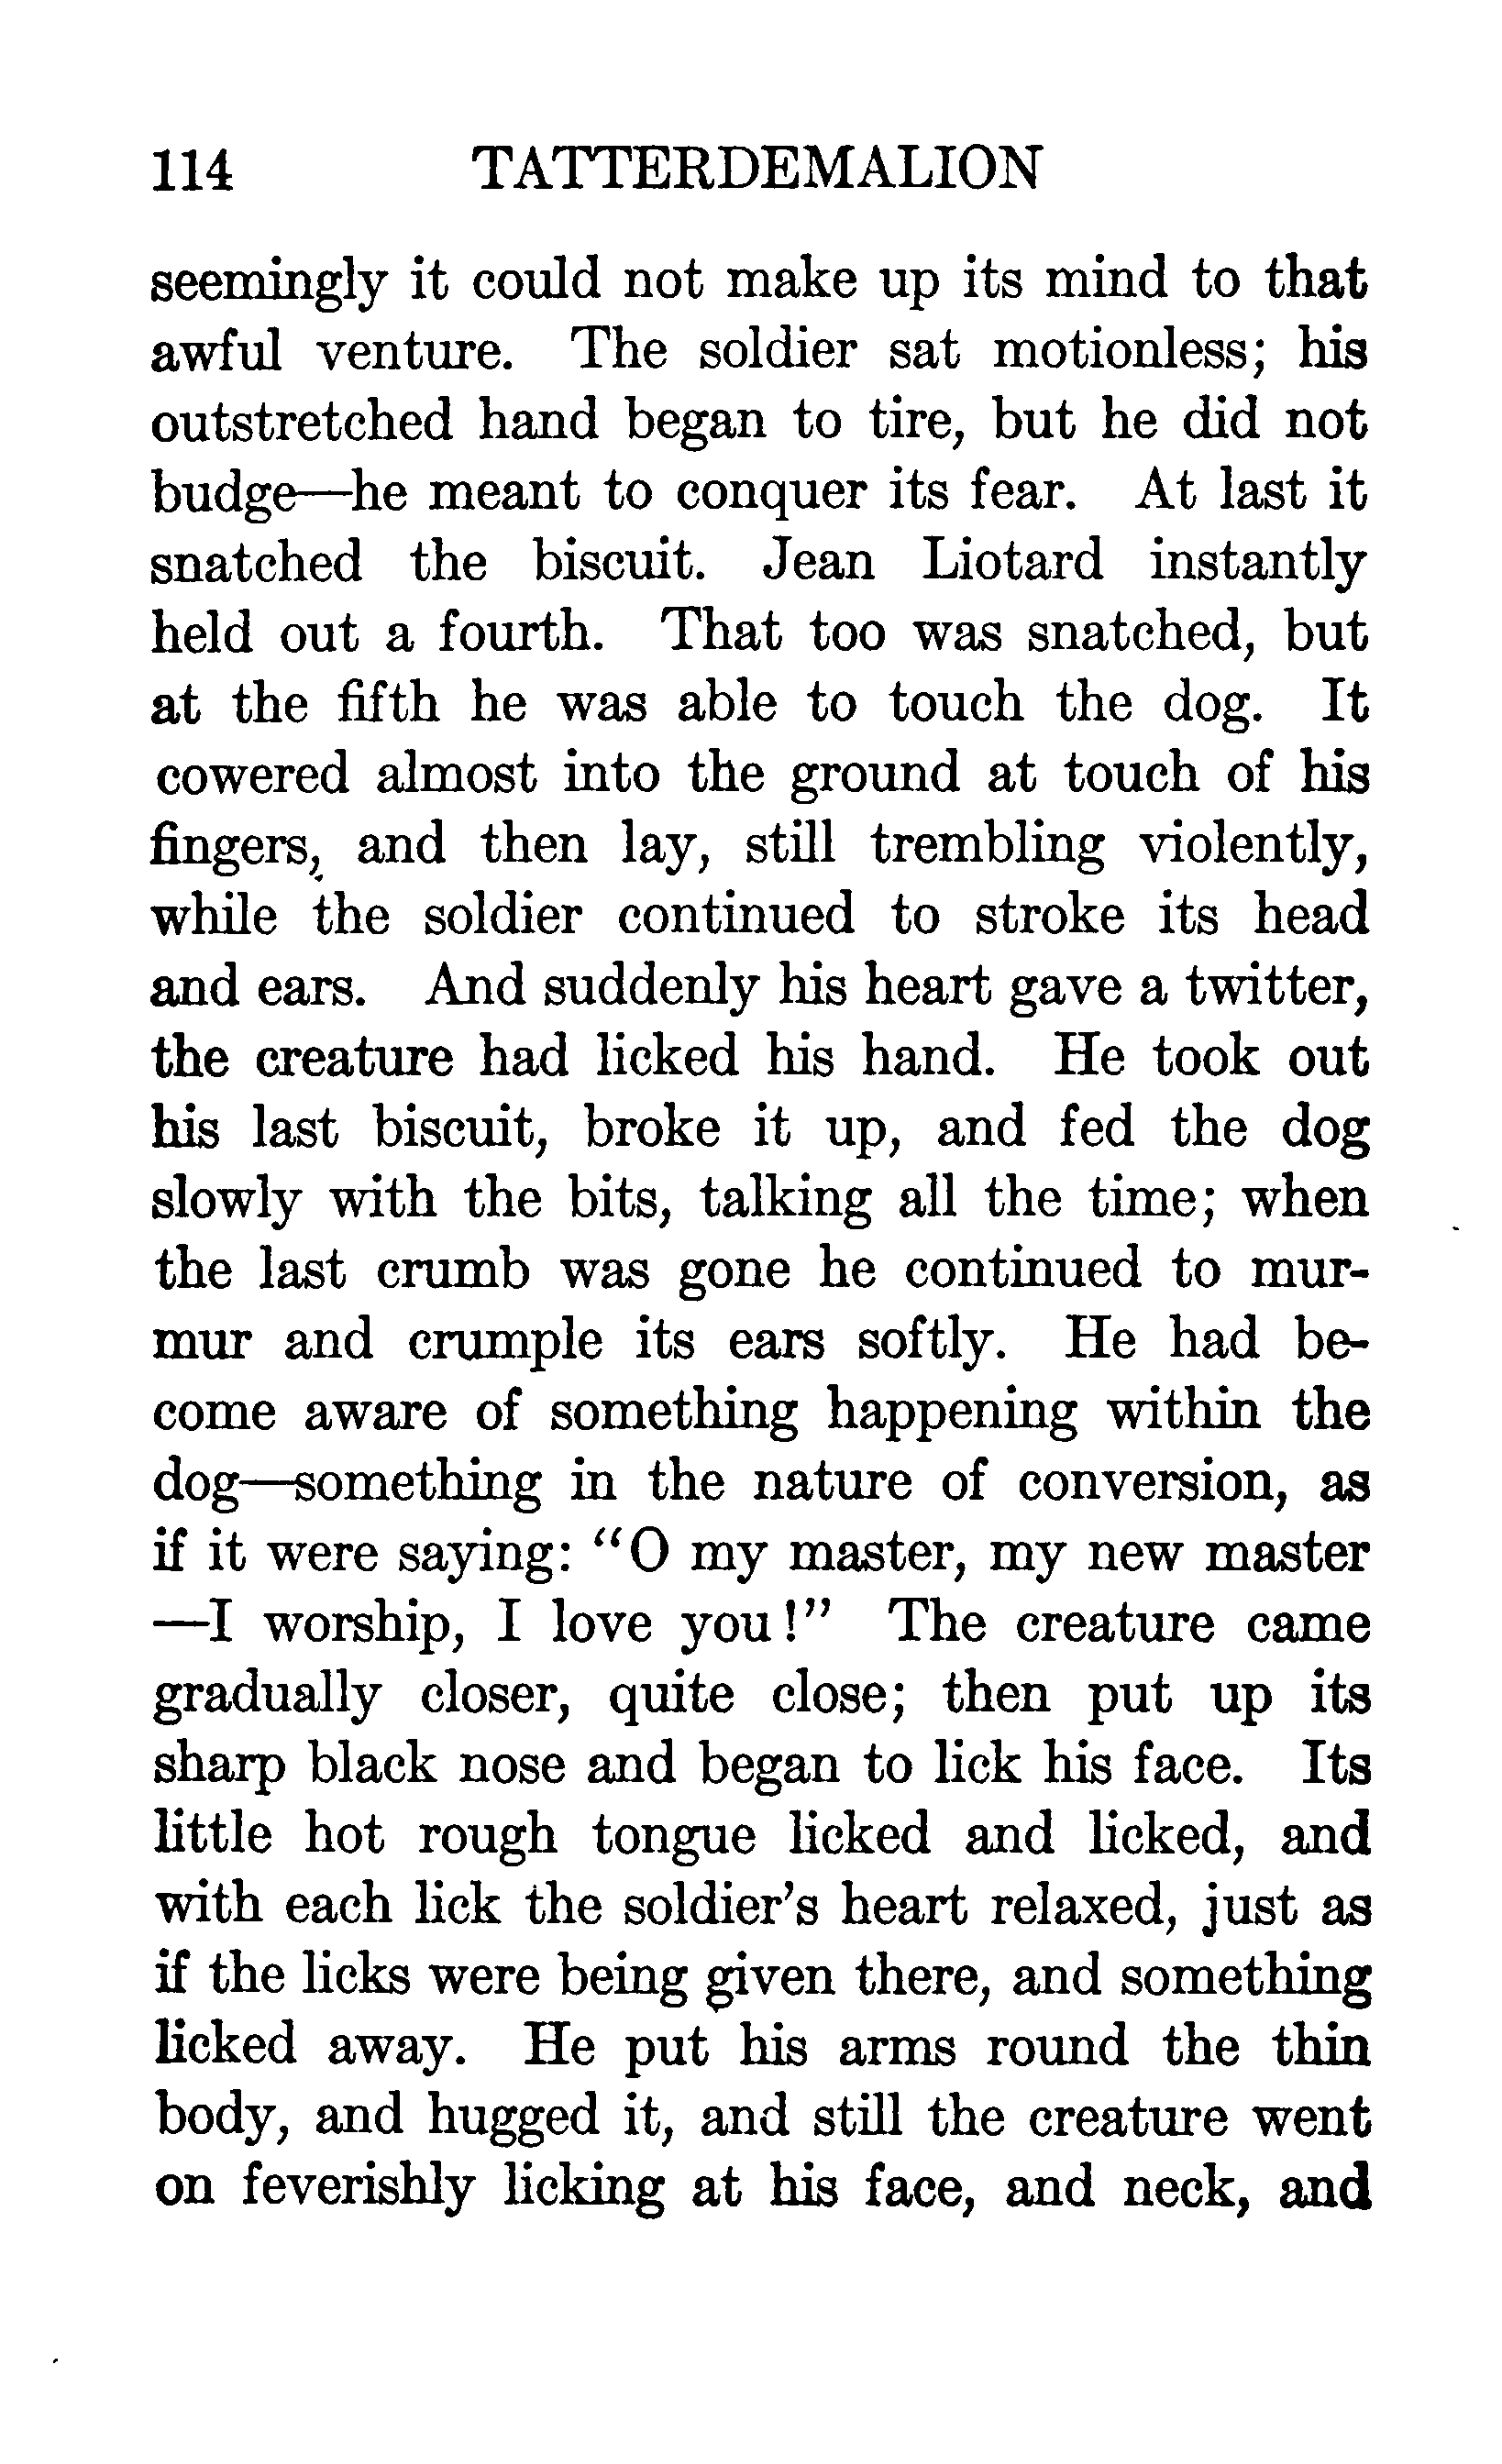 114 TATTERDEMALION
seemingly it could not make up its mind to that
awful venture. The soldier sat motionless; his
outstretched hand began to tire, but he did not
budge—he meant to conquer its fear. At last it
snatched the biscuit. Jean Liotard instantly
held out a fourth. That too was snatched, but
at the fifth he was able to touch the dog. It
cowered almost into the ground at touch of his
fingers, and then lay, still trembling violently,
while the soldier continued to stroke its head
and ears. And suddenly his heart gave a twitter,
the creature had licked his hand. He took out
his last biscuit, broke it up, and fed the dog
slowly with the bits, talking all the time; when
the last crumb was gone he continued to mur-
mur and crumple its ears softly. He had be-
come aware of something happening within the
dog—something in the nature of conversion, as
if it were saying: "O my master, my new master
—I worship, I love you!" The creature came
gradually closer, quite close; then put up its
sharp black nose and began to lick his face. Its
little hot rough tongue licked and licked, and
with each lick the soldier's heart relaxed, just as
if the licks were being given there, and something
licked away. He put his arms round the thin
body, and hugged it, and still the creature went
on feverishly licking at his face, and neck, and